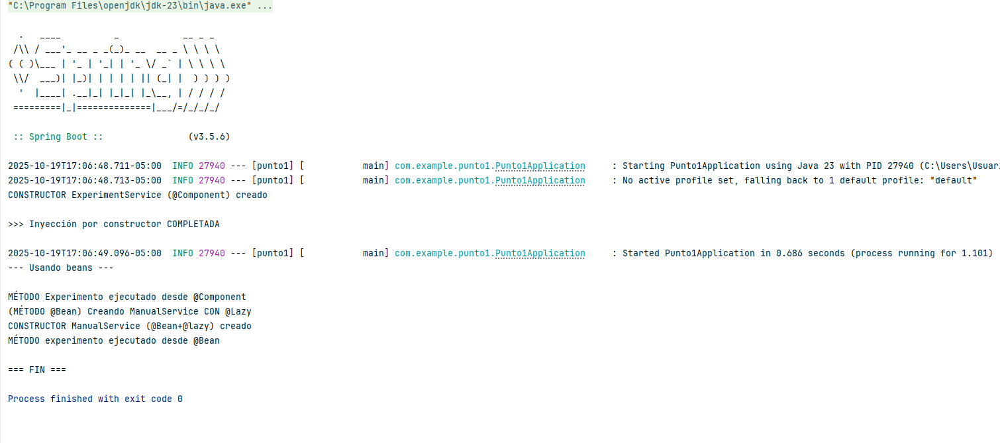 "C:\Program Files\openjdk\jdk-23\bin\java.exe" ...
  .   ____          _            __ _ _
 /\\ / ___'_ __ _ _(_)_ __  __ _ \ \ \ \
( ( )\___ | '_ | '_| | '_ \/ _` | \ \ \ \
 \\/  ___)| |_)| | | | | || (_| |  ) ) ) )
  '  |____| .__|_| |_|_| |_\__, | / / / /
 =========|_|==============|___/=/_/_/_/
 :: Spring Boot ::                (v3.5.6)
2025-10-19T17:06:48.711-05:00  INFO 27940 --- [punto1] [           main] com.example.punto1.Punto1Application     : Starting Punto1Application using Java 23 with PID 27940 (C:\Users\Usuar
2025-10-19T17:06:48.713-05:00  INFO 27940 --- [punto1] [           main] com.example.punto1.Punto1Application     : No active profile set, falling back to 1 default profile: "default"
CONSTRUCTOR ExperimentService (@Component) creado
>>> Inyección por constructor COMPLETADA
2025-10-19T17:06:49.096-05:00  INFO 27940 --- [punto1] [           main] com.example.punto1.Punto1Application     : Started Punto1Application in 0.686 seconds (process running for 1.101)
--- Usando beans ---
MÉTODO Experimento ejecutado desde @Component
(MÉTODO @Bean) Creando ManualService CON @Lazy
CONSTRUCTOR ManualService (@Bean+@lazy) creado
MÉTODO experimento ejecutado desde @Bean
=== FIN ===
Process finished with exit code 0